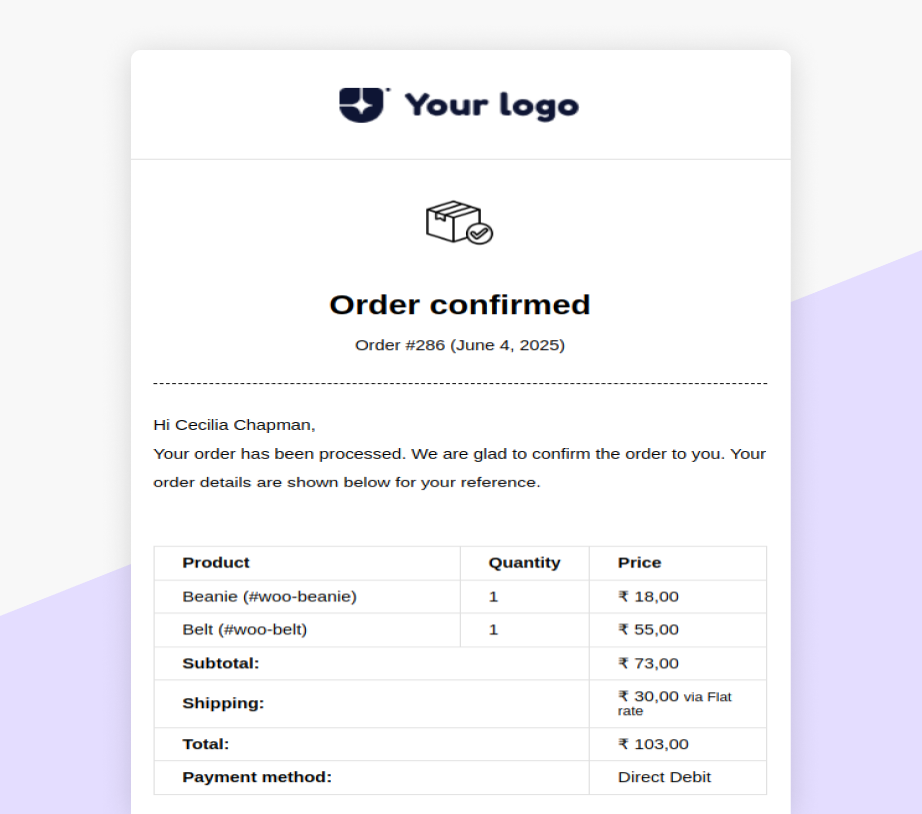 Your logo
Order confirmed
Order #286 (June 4, 2025)
Hi Cecilia Chapman,
Your order has been processed. We are glad to confirm the order to you. Your
order details are shown below for your reference.
Product Quantity Price
Beanie (#woo-beanie) 1 ₹ 18,00
Belt (#woo-belt) 1 ₹ 55,00
Subtotal: ₹ 73,00
Shipping: ₹ 30,00 via Flat
rate
Total: ₹ 103,00
Payment method: Direct Debit